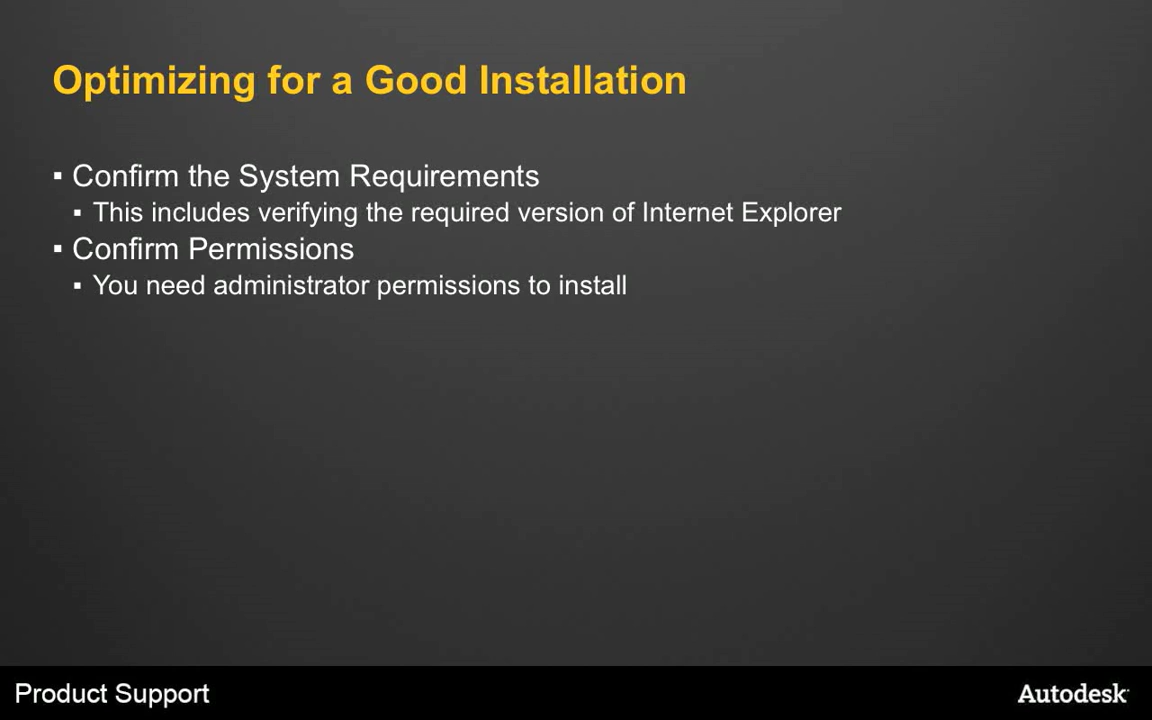 Optimizing for a Good Installation
▪ Confirm the System Requirements
▪ This includes verifying the required version of Internet Explorer
▪ Confirm Permissions
▪ You need administrator permissions to install
Product Support
Autodesk